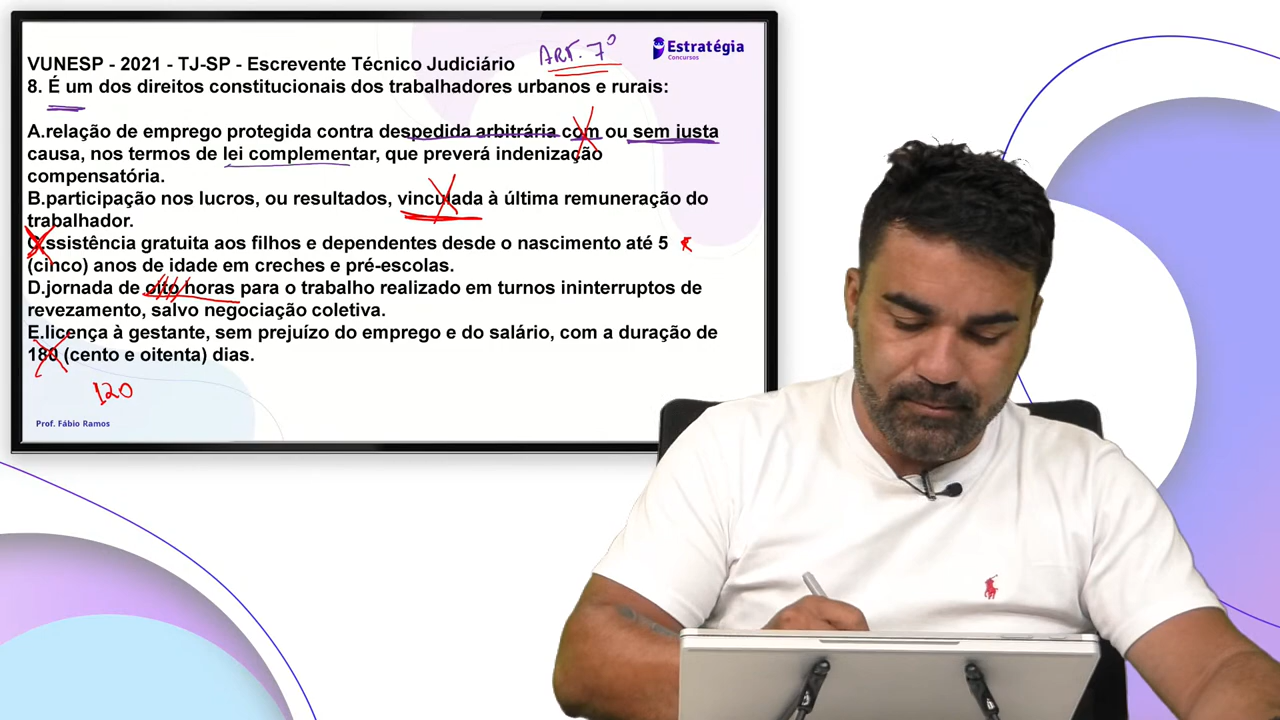 ART. 7º
Estratégia
Concursos
VUNESP - 2021 - TJ-SP - Escrevente Técnico Judiciário
8. É um dos direitos constitucionais dos trabalhadores urbanos e rurais:
A.relação de emprego protegida contra despedida arbitrária com ou sem justa
causa, nos termos de lei complementar, que preverá indenização
compensatória.
B.participação nos lucros, ou resultados, vinculada à última remuneração do
trabalhador.
C.ssistência gratuita aos filhos e dependentes desde o nascimento até 5
(cinco) anos de idade em creches e pré-escolas.
D.jornada de oito horas para o trabalho realizado em turnos ininterruptos de
revezamento, salvo negociação coletiva.
E.licença à gestante, sem prejuízo do emprego e do salário, com a duração de
180 (cento e oitenta) dias.
120
Prof. Fábio Ramos